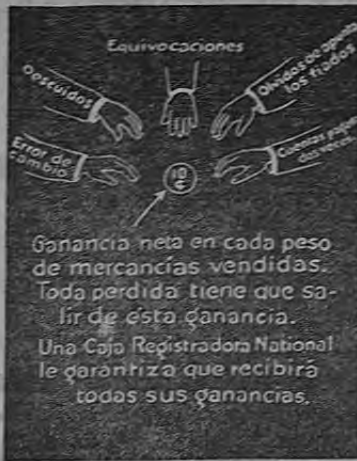 Equivocaciones
Descuidos
Olvidos de apuntar
los fiados
Error de
cambio
Cuentas pagadas
dos veces
10
¢
Ganancia neta en cada peso
de mercancías vendidas.
Toda perdida tiene que sa-
lir de esta ganancia.
Una Caja Registradora National
le garantiza que recibirá
todas sus ganancias.